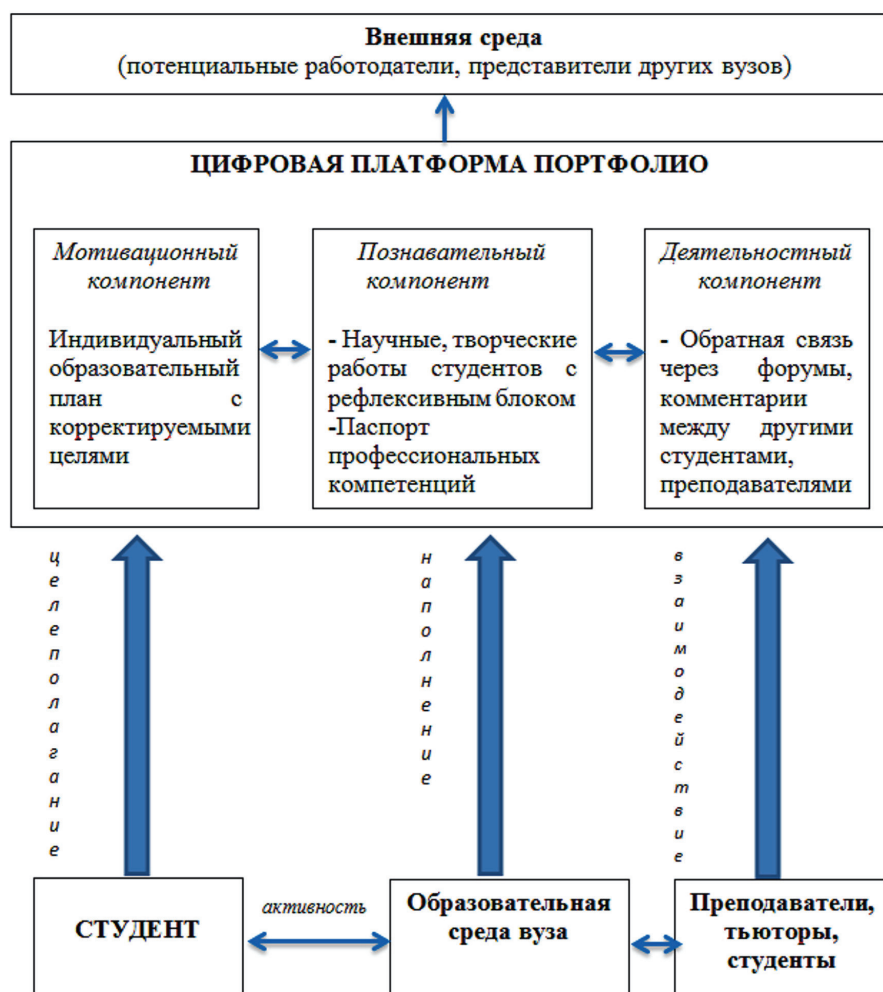 Внешняя среда
(потенциальные работодатели, представители других вузов)
ЦИФРОВАЯ ПЛАТФОРМА ПОРТФОЛИО
Мотивационный
компонент
Индивидуальный
образовательный
план с
корректируемыми
целями
Познавательный
компонент
- Научные, творческие
работы студентов с
рефлексивным блоком
-Паспорт
профессиональных
компетенций
Деятельностный
компонент
- Обратная связь
через форумы,
комментарии
между другими
студентами,
преподавателями
целеполагание
наполнение
взаимодействие
СТУДЕНТ
активность
Образовательная
среда вуза
Преподаватели,
тьюторы,
студенты